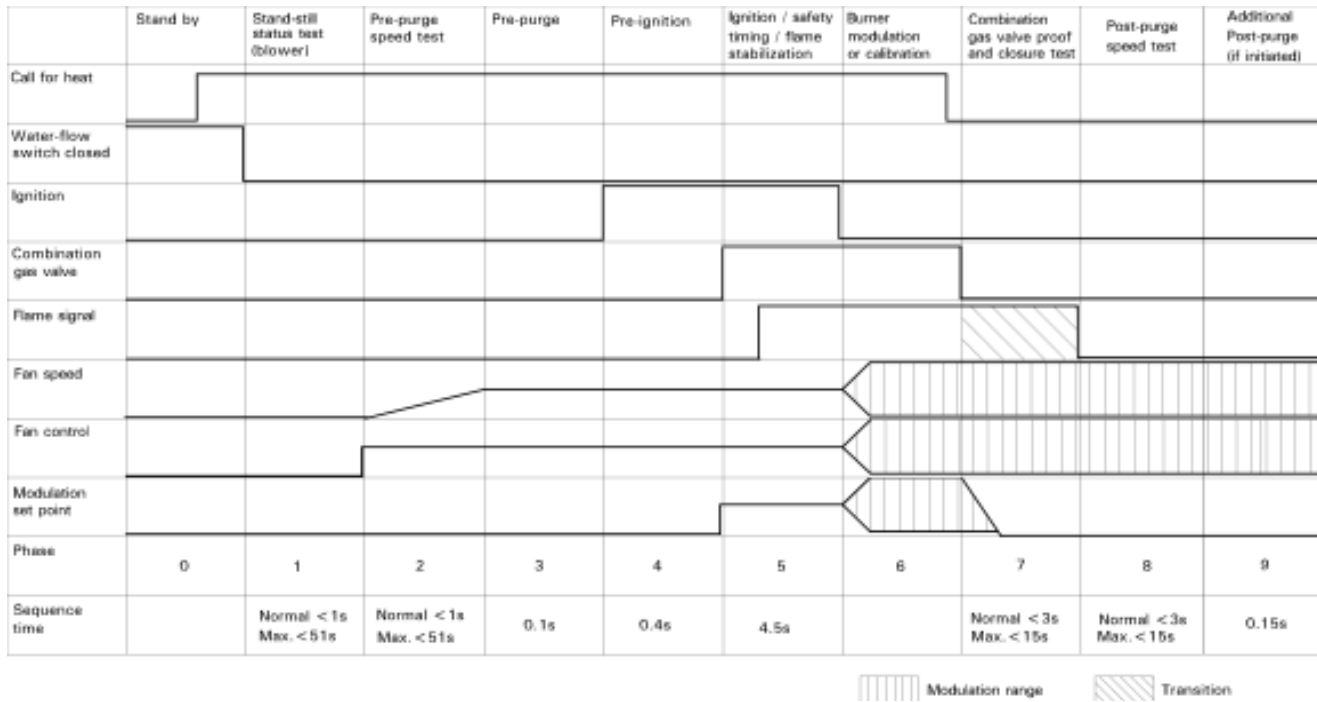 Stand by
Stand-still
status test
(blower)
Pre-purge
speed test
Pre-purge
Pre-ignition
Ignition / safety
timing / flame
stabilization
Burner
modulation
or calibration
Combination
gas valve proof
and closure test
Post-purge
speed test
Additional
Post-purge
(if initiated)
Call for heat
Water-flow
switch closed
Ignition
Combination
gas valve
Flame signal
Fan speed
Fan control
Modulation
set point
Phase 0 1 2 3 4 5 6 7 8 9
Sequence
time
Normal <1s
Max. <51s
Normal <1s
Max. <51s
0.1s
0.4s
4.5s
Normal <3s
Max. <15s
Normal <3s
Max. <15s
0.15s
Modulation range
Transition